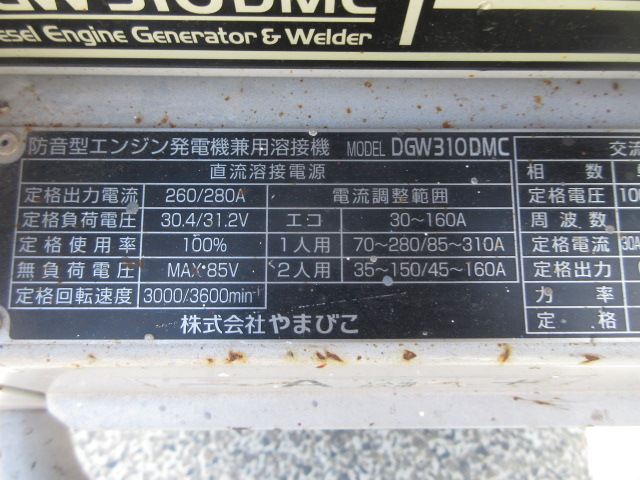 GW310DMC
Diesel Engine Generator & Welder
防音型エンジン発電機兼用溶接機 MODEL DGW310DMC
直流溶接電源
定格出力電流 260/280A 電流調整範囲
定格負荷電圧 30.4/31.2V エコ 30~160A
定格使用率 100% 1人用 70~280/85~310A
無負荷電圧 MAX 85V 2人用 35~150/45~160A
定格回転速度 3000/3600min
株式会社やまびこ
交流
相数
定格電圧 100
周波数
定格電流 30A
定格出力
力率
定格